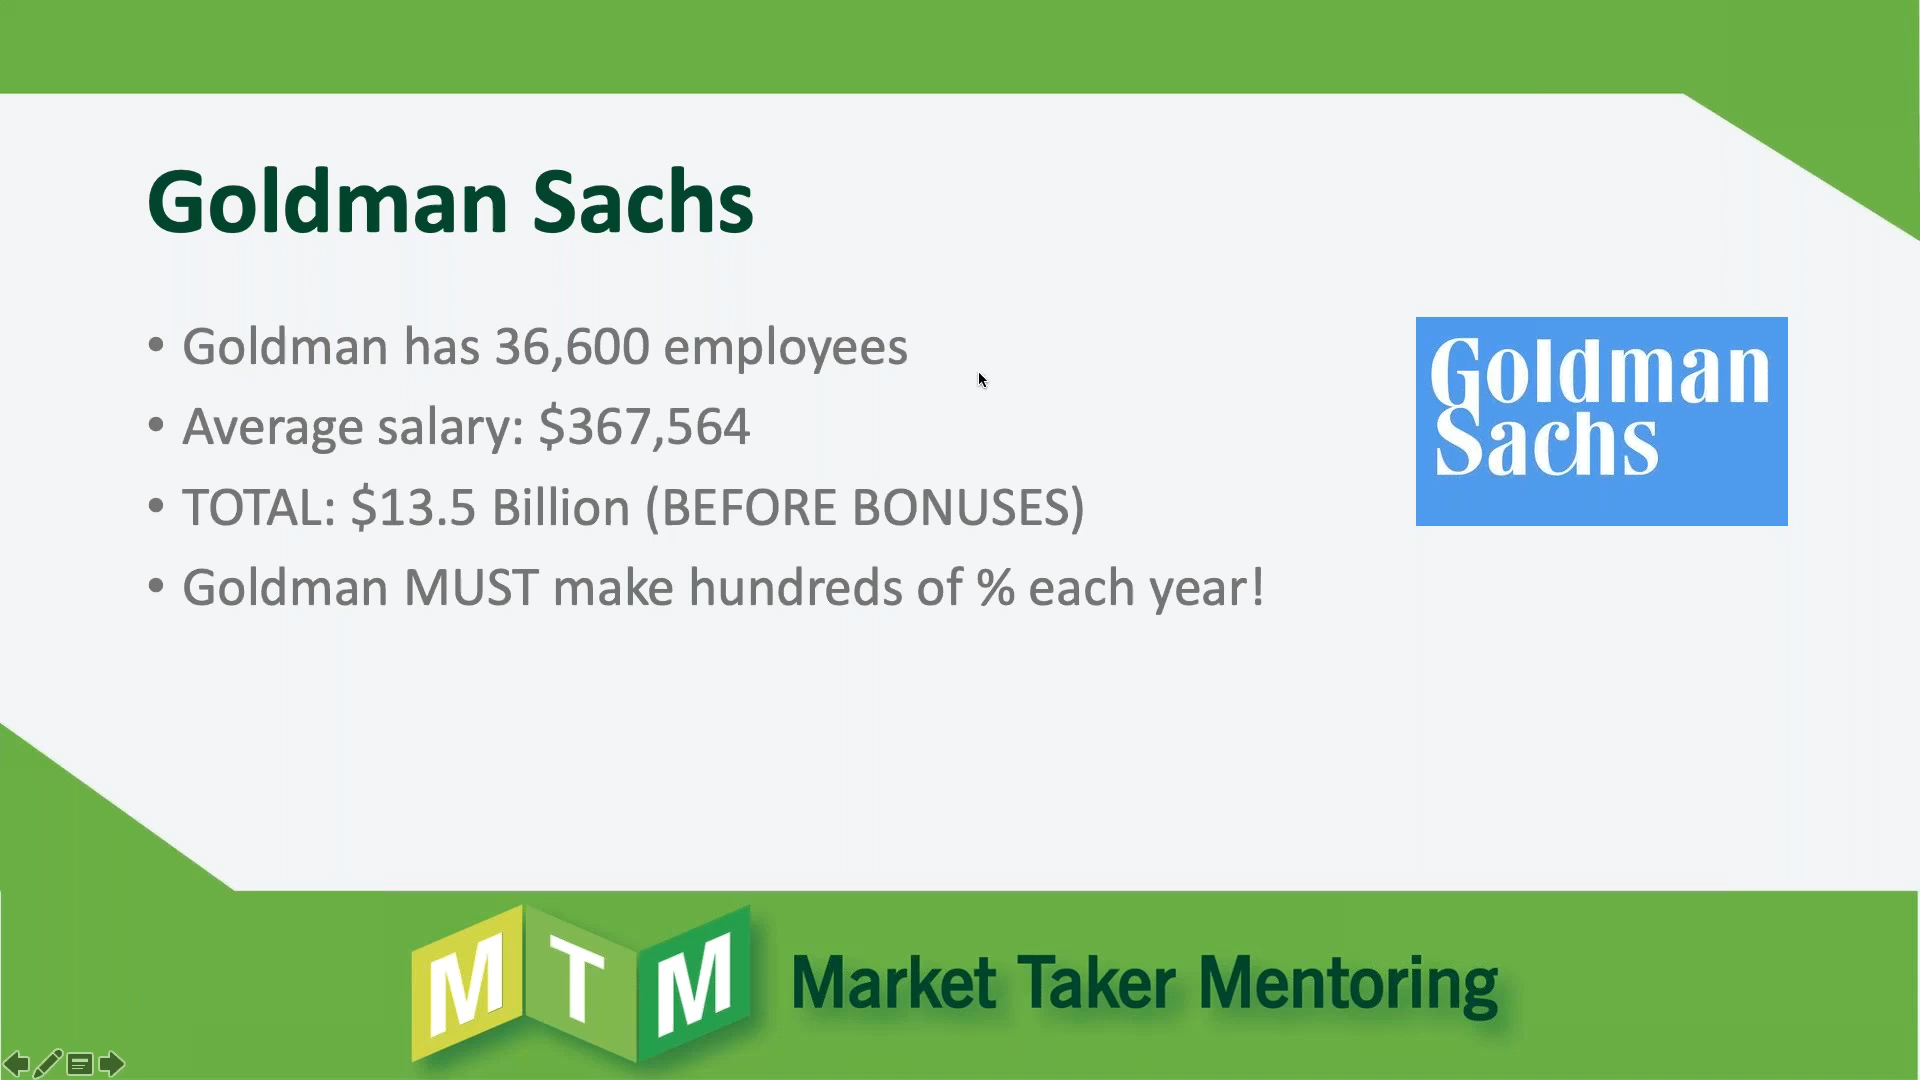 Goldman Sachs
• Goldman has 36,600 employees
• Average salary: $367,564
• TOTAL: $13.5 Billion (BEFORE BONUSES)
• Goldman MUST make hundreds of % each year!
Goldman
Sachs
MTM Market Taker Mentoring